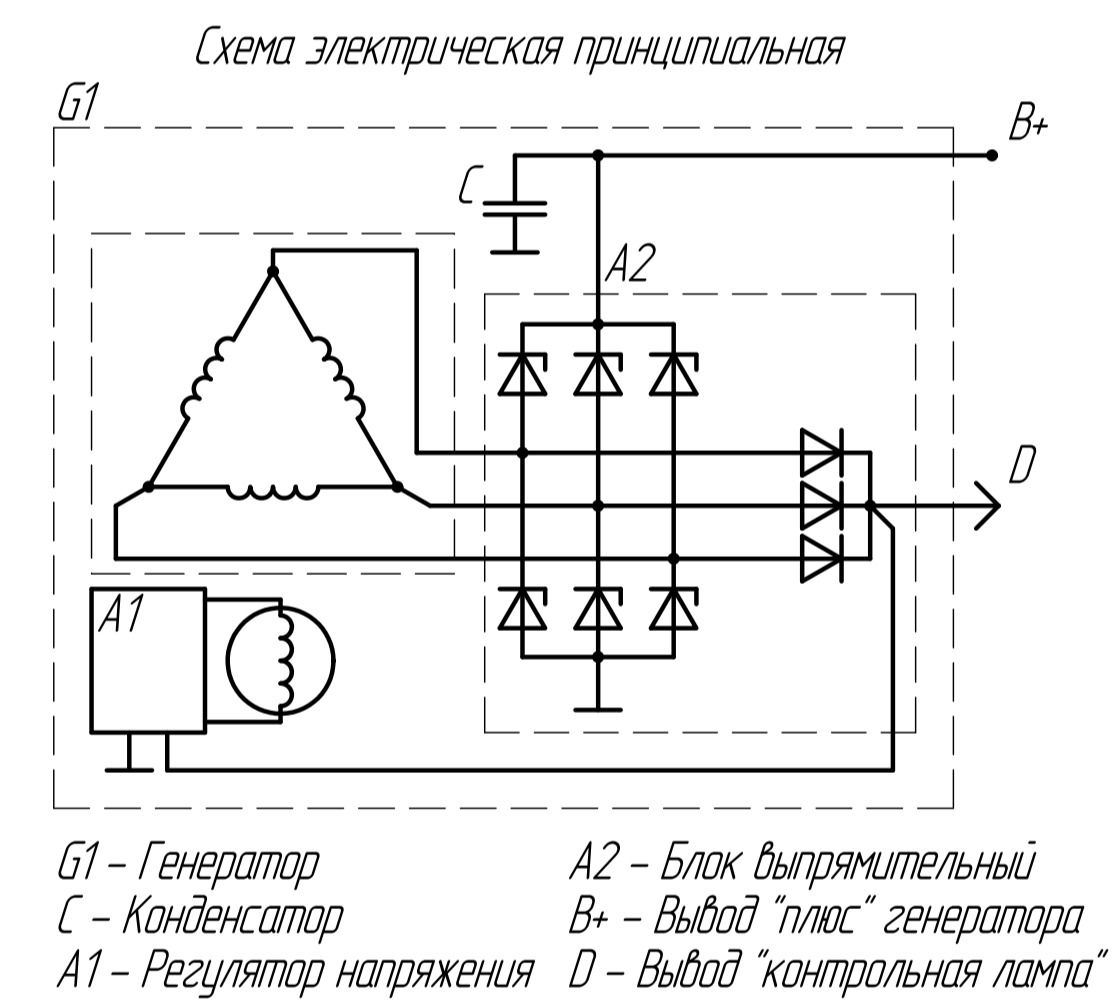 Схема электрическая принципиальная
G1
B+
C
A2
D
A1
G1 – Генератор
A2 – Блок выпрямительный
C – Конденсатор
B+ – Вывод "плюс" генератора
A1 – Регулятор напряжения
D – Вывод "контрольная лампа"